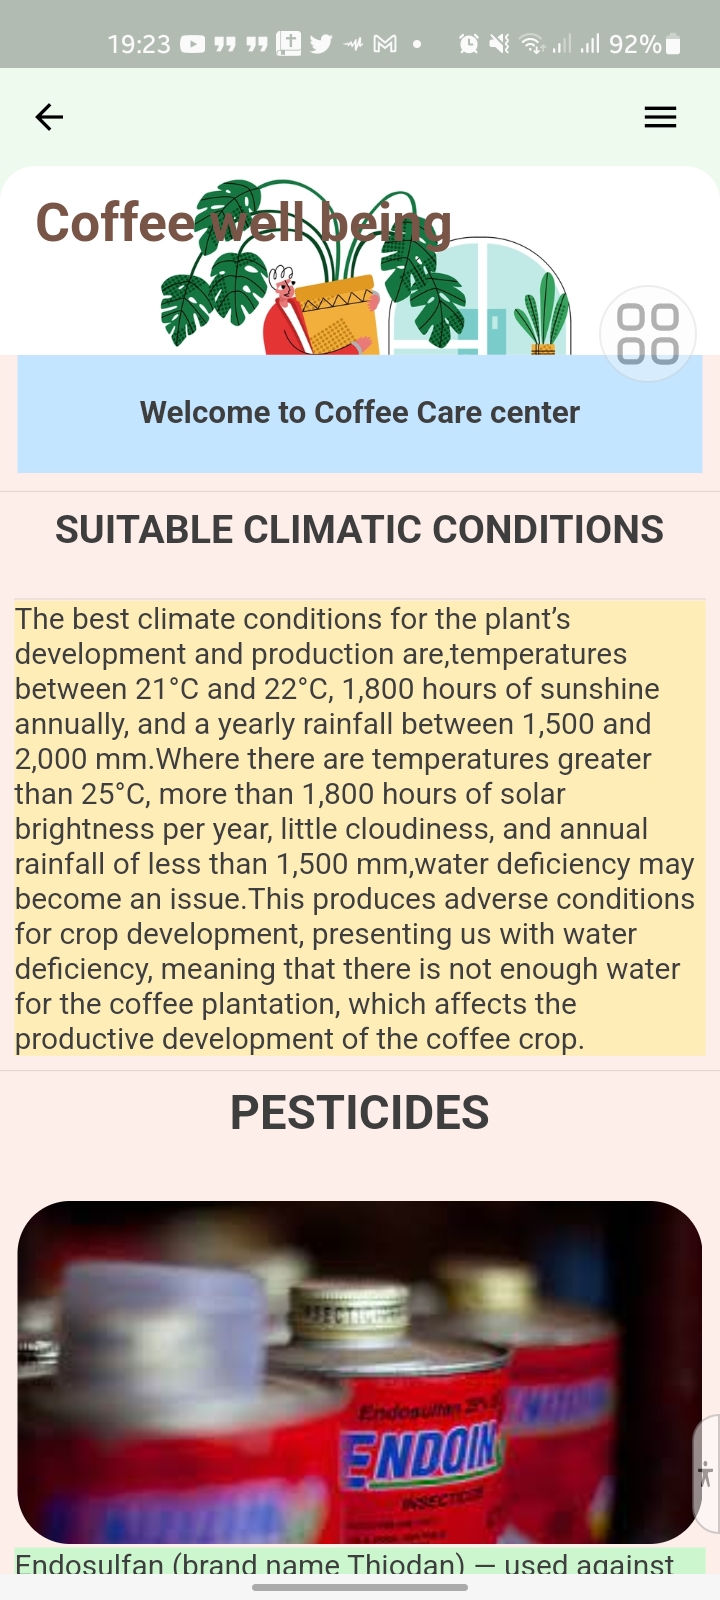 19:23
92%
Coffee well being
Welcome to Coffee Care center
SUITABLE CLIMATIC CONDITIONS
The best climate conditions for the plant’s
development and production are,temperatures
between 21°C and 22°C, 1,800 hours of sunshine
annually, and a yearly rainfall between 1,500 and
2,000 mm.Where there are temperatures greater
than 25°C, more than 1,800 hours of solar
brightness per year, little cloudiness, and annual
rainfall of less than 1,500 mm,water deficiency may
become an issue.This produces adverse conditions
for crop development, presenting us with water
deficiency, meaning that there is not enough water
for the coffee plantation, which affects the
productive development of the coffee crop.
PESTICIDES
Endosulfan
ENDOIN
INSECTICIDE
Endosulfan (brand name Thiodan) — used against